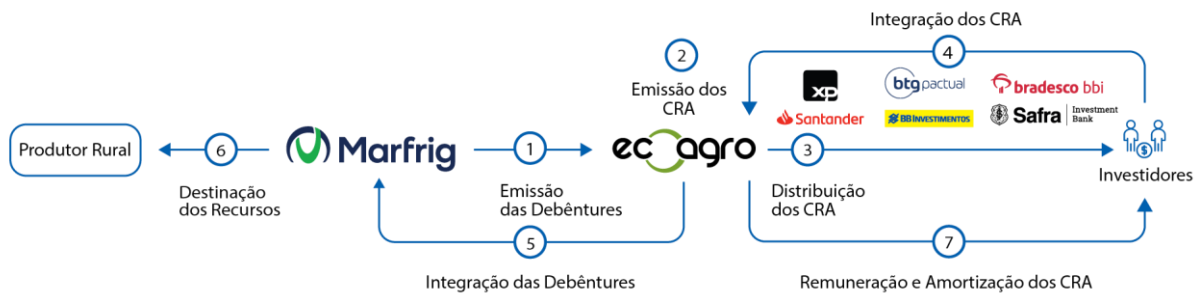 Integração dos CRA
4
2
Emissão dos
CRA
xp
btg pactual
bradesco bbi
Santander
BB INVESTIMENTOS
Safra Investment
Bank
Produtor Rural
6
Marfrig
1
ecoagro
3
Investidores
Destinação
dos Recursos
Emissão
das Debêntures
Distribuição
dos CRA
5
7
Integração das Debêntures
Remuneração e Amortização dos CRA